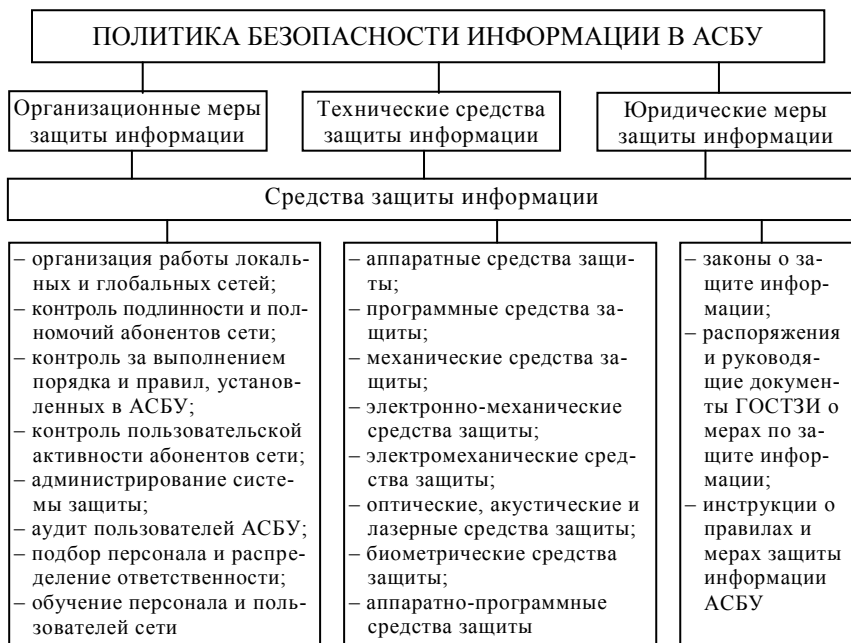 ПОЛИТИКА БЕЗОПАСНОСТИ ИНФОРМАЦИИ В АСБУ
Организационные меры
защиты информации
Технические средства
защиты информации
Юридические меры
защиты информации
Средства защиты информации
– организация работы локаль-
ных и глобальных сетей;
– контроль подлинности и пол-
номочий абонентов сети;
– контроль за выполнением
порядка и правил, установ-
ленных в АСБУ;
– контроль пользовательской
активности абонентов сети;
– администрирование систе-
мы защиты;
– аудит пользователей АСБУ;
– подбор персонала и распре-
деление ответственности;
– обучение персонала и поль-
зователей сети
– аппаратные средства защи-
ты;
– программные средства за-
щиты;
– механические средства за-
щиты;
– электронно-механические
средства защиты;
– электромеханические сред-
ства защиты;
– оптические, акустические и
лазерные средства защиты;
– биометрические средства
защиты;
– аппаратно-программные
средства защиты
– законы о за-
щите инфор-
мации;
– распоряжения
и руководя-
щие докумен-
ты ГОСТЗИ о
мерах по за-
щите инфор-
мации;
– инструкции о
правилах и
мерах защиты
информации
АСБУ